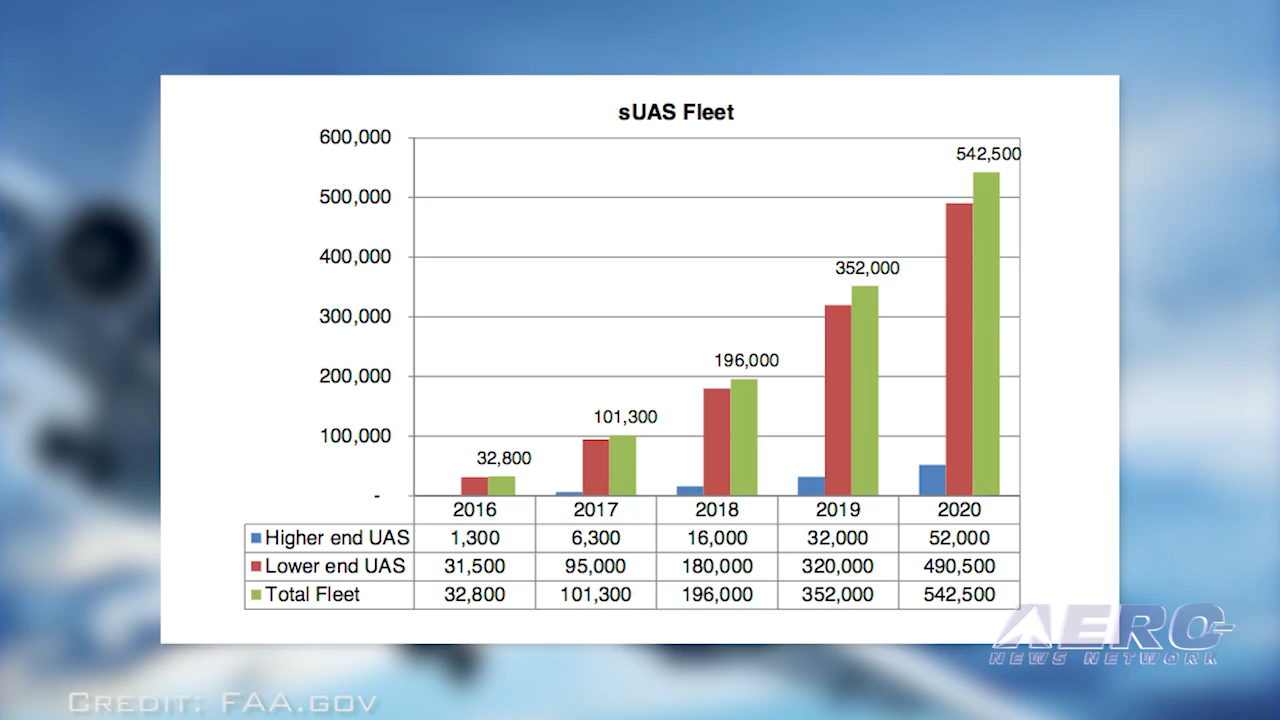 sUAS Fleet
600,000
500,000
400,000
300,000
200,000
100,000
-
32,800
101,300
196,000
352,000
542,500
2016 2017 2018 2019 2020
Higher end UAS 1,300 6,300 16,000 32,000 52,000
Lower end UAS 31,500 95,000 180,000 320,000 490,500
Total Fleet 32,800 101,300 196,000 352,000 542,500
AERO
NEWS NETWORK
Credit: FAA.gov